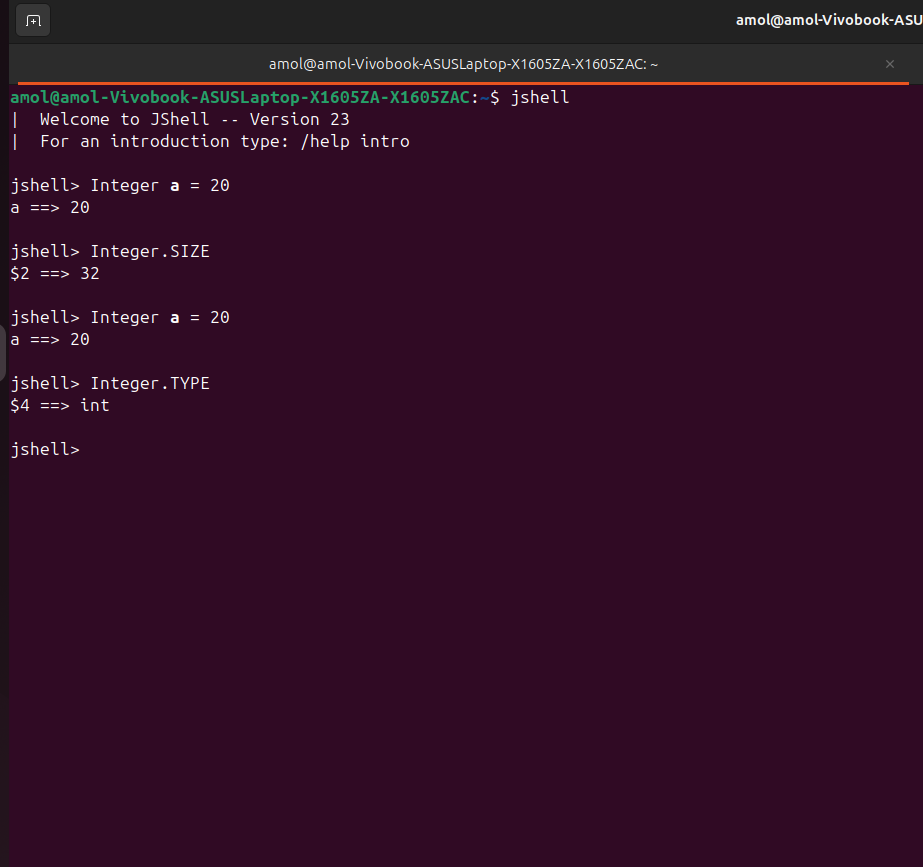 amol@amol-Vivobook-ASU
amol@amol-Vivobook-ASUSLaptop-X1605ZA-X1605ZAC: ~
amol@amol-Vivobook-ASUSLaptop-X1605ZA-X1605ZAC:~$ jshell
|  Welcome to JShell -- Version 23
|  For an introduction type: /help intro
jshell> Integer a = 20
a ==> 20
jshell> Integer.SIZE
$2 ==> 32
jshell> Integer a = 20
a ==> 20
jshell> Integer.TYPE
$4 ==> int
jshell>